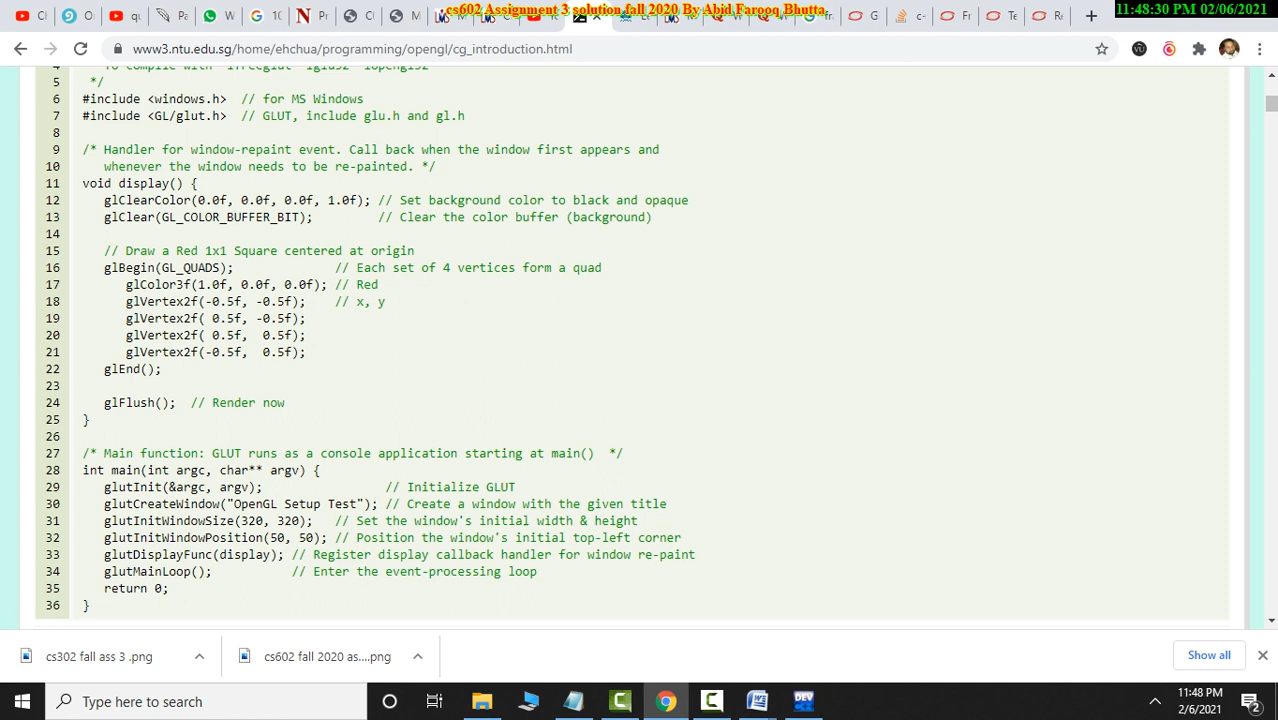 cs602 Assignment 3 solution fall 2020 By Abid Farooq Bhutta
11:48:30 PM 02/06/2021
www3.ntu.edu.sg/home/ehchua/programming/opengl/cg_introduction.html
5 */
6 #include <windows.h> // for MS Windows
7 #include <GL/glut.h> // GLUT, include glu.h and gl.h
8
9 /* Handler for window-repaint event. Call back when the window first appears and
10 whenever the window needs to be re-painted. */
11 void display() {
12 glClearColor(0.0f, 0.0f, 0.0f, 1.0f); // Set background color to black and opaque
13 glClear(GL_COLOR_BUFFER_BIT); // Clear the color buffer (background)
14
15 // Draw a Red 1x1 Square centered at origin
16 glBegin(GL_QUADS); // Each set of 4 vertices form a quad
17 glColor3f(1.0f, 0.0f, 0.0f); // Red
18 glVertex2f(-0.5f, -0.5f); // x, y
19 glVertex2f( 0.5f, -0.5f);
20 glVertex2f( 0.5f, 0.5f);
21 glVertex2f(-0.5f, 0.5f);
22 glEnd();
23
24 glFlush(); // Render now
25 }
26
27 /* Main function: GLUT runs as a console application starting at main() */
28 int main(int argc, char** argv) {
29 glutInit(&argc, argv); // Initialize GLUT
30 glutCreateWindow("OpenGL Setup Test"); // Create a window with the given title
31 glutInitWindowSize(320, 320); // Set the window's initial width & height
32 glutInitWindowPosition(50, 50); // Position the window's initial top-left corner
33 glutDisplayFunc(display); // Register display callback handler for window re-paint
34 glutMainLoop(); // Enter the event-processing loop
35 return 0;
36 }
cs302 fall ass 3 .png
cs602 fall 2020 as....png
Show all
Type here to search
DEV
11:48 PM
2/6/2021
2